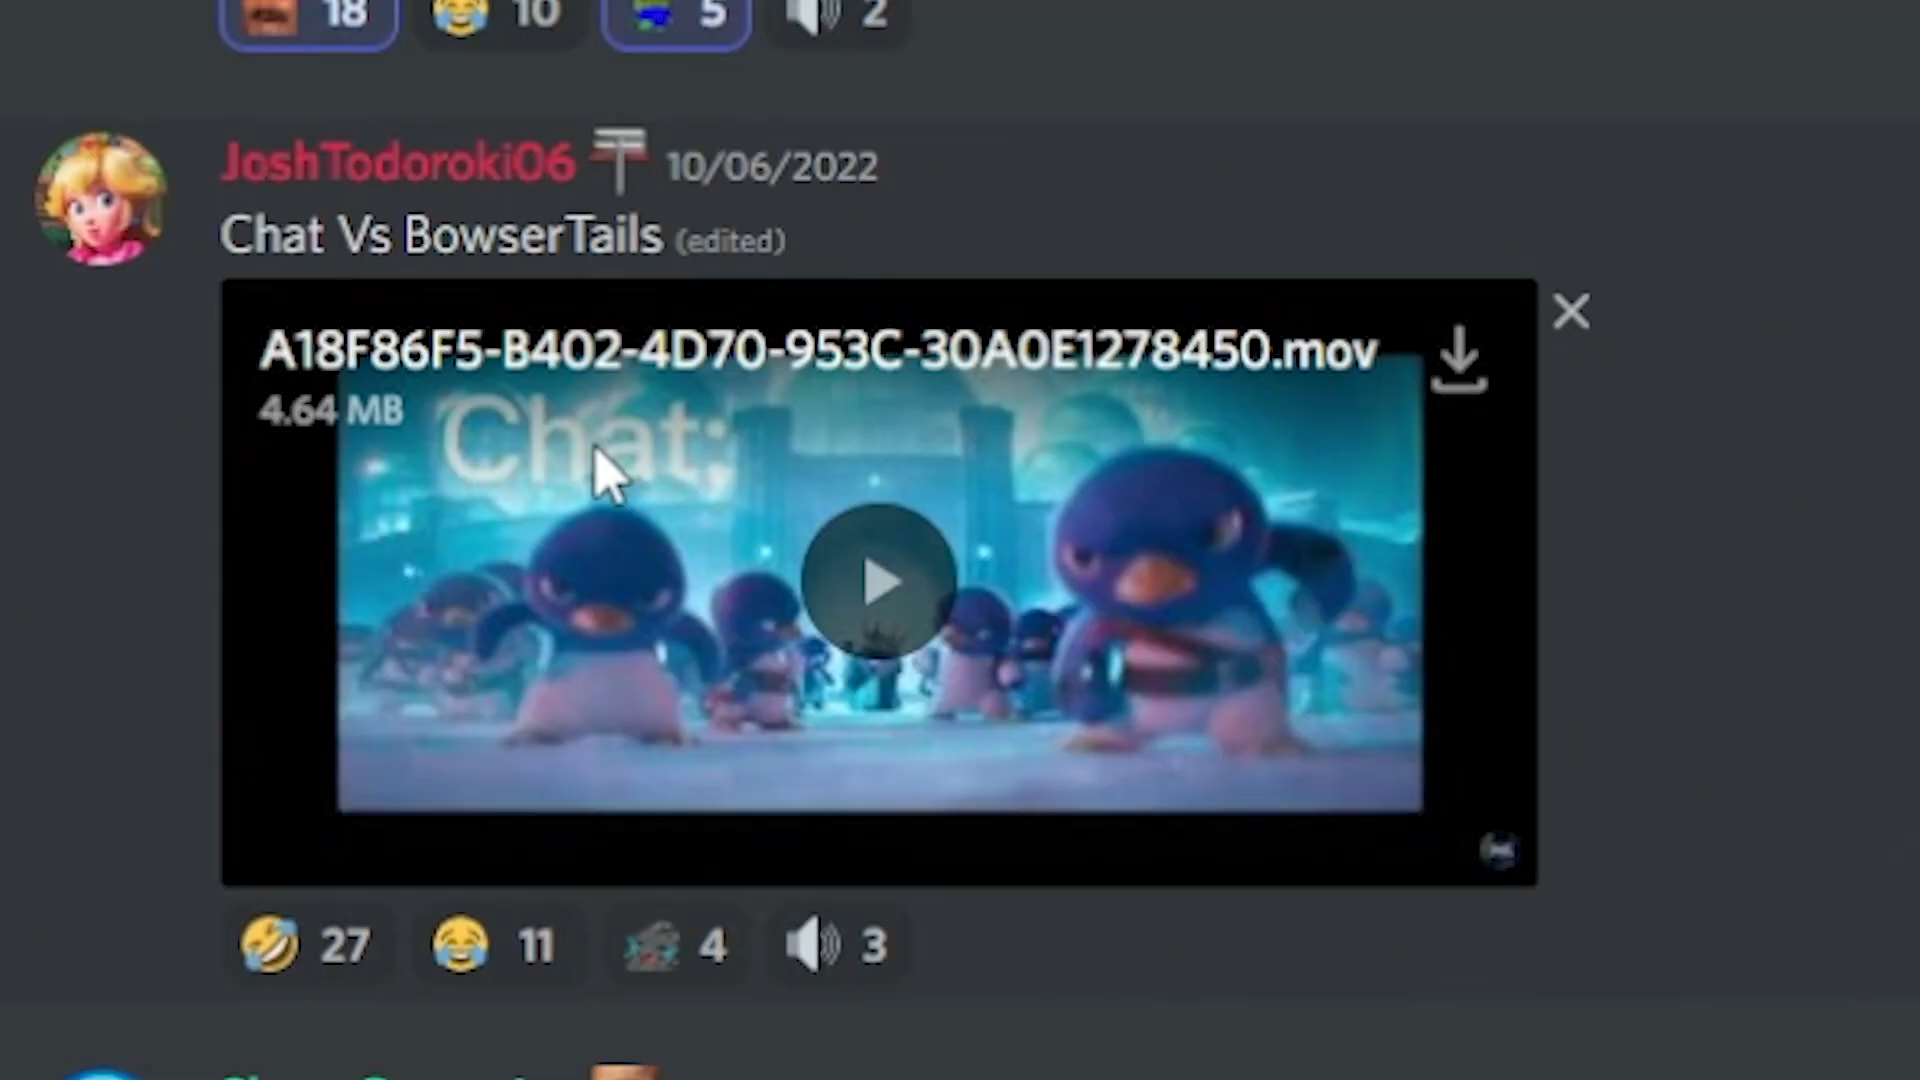 18 10 5 2
JoshTodoroki06 10/06/2022
Chat Vs BowserTails (edited)
A18F86F5-B402-4D70-953C-30A0E1278450.mov
4.64 MB
Chat;
27 11 4 3